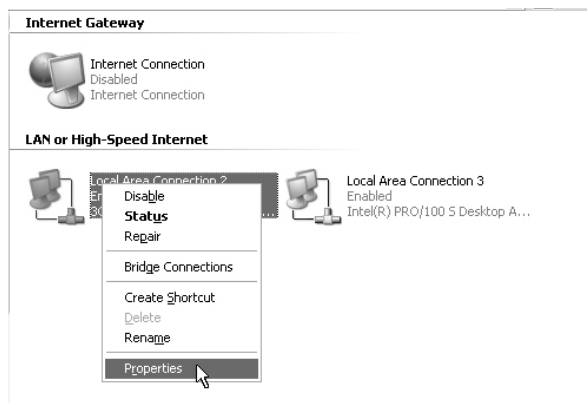 Internet Gateway
Internet Connection
Disabled
Internet Connection
LAN or High-Speed Internet
Local Area Connection 2
Disable
Status
Repair
Bridge Connections
Create Shortcut
Delete
Rename
Properties
Local Area Connection 3
Enabled
Intel(R) PRO/100 S Desktop A...